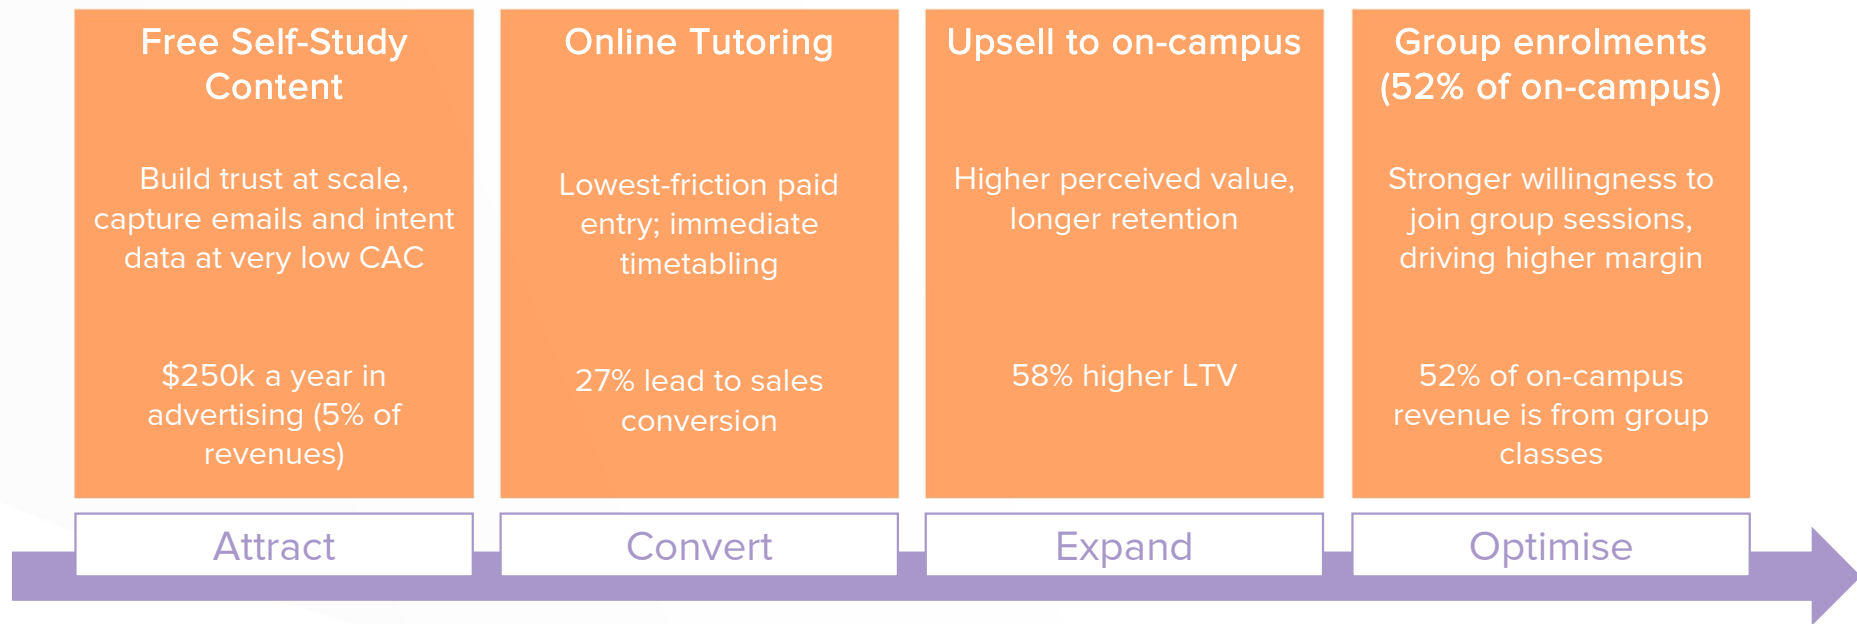 Free Self-Study
Content
Build trust at scale,
capture emails and intent
data at very low CAC
$250k a year in
advertising (5% of
revenues)
Attract
Online Tutoring
Lowest-friction paid
entry; immediate
timetabling
27% lead to sales
conversion
Convert
Upsell to on-campus
Higher perceived value,
longer retention
58% higher LTV
Expand
Group enrolments
(52% of on-campus)
Stronger willingness to
join group sessions,
driving higher margin
52% of on-campus
revenue is from group
classes
Optimise